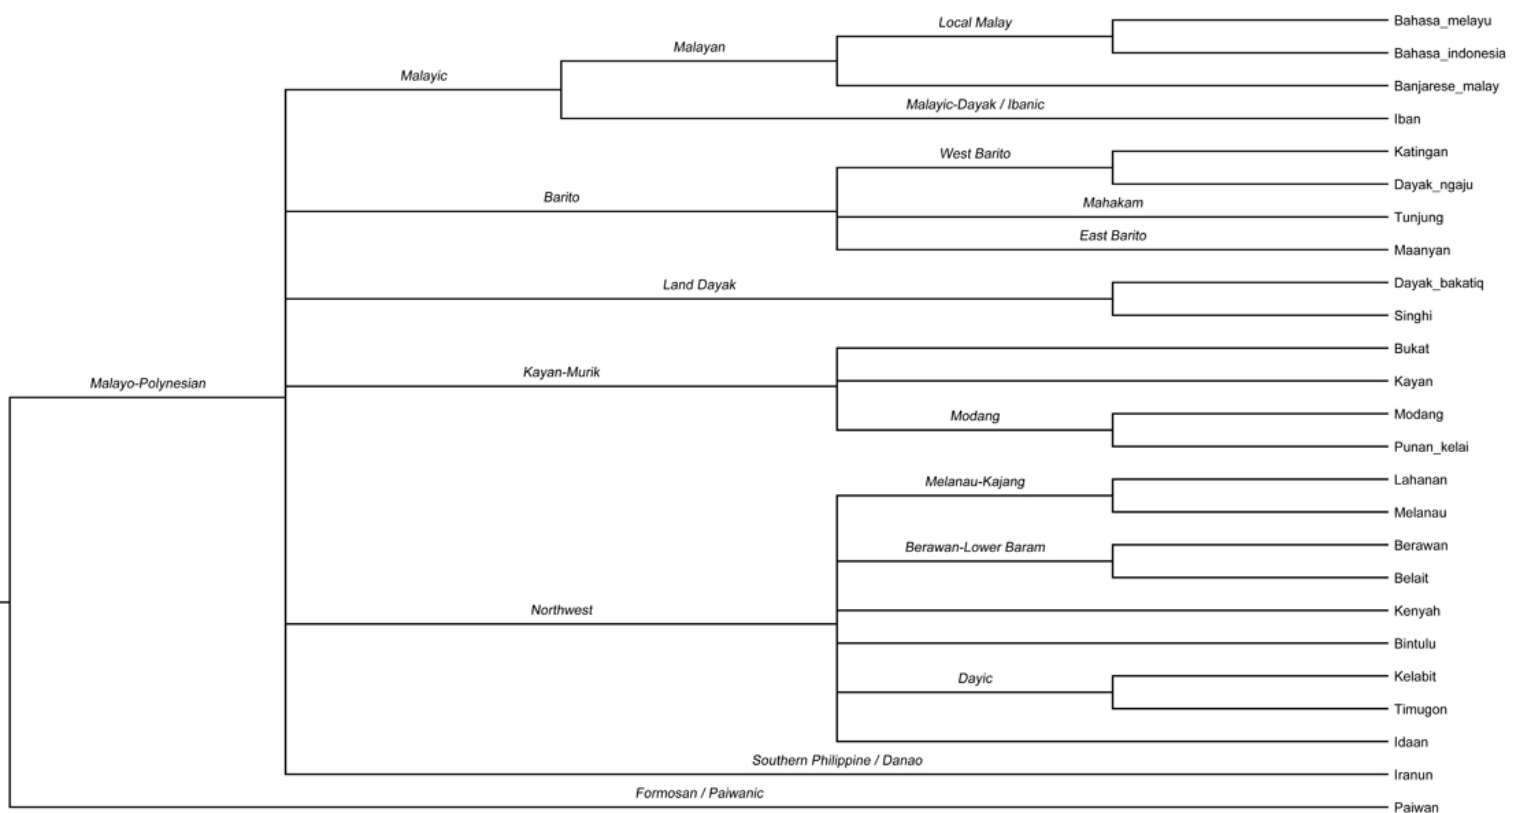 Local Malay
Bahasa_melayu
Malayan
Bahasa_indonesia
Malayic
Banjarese_malay
Malayic-Dayak / Ibanic
Iban
West Barito
Katingan
Dayak_ngaju
Barito
Mahakam
Tunjung
East Barito
Maanyan
Land Dayak
Dayak_bakatiq
Singhi
Bukat
Kayan-Murik
Kayan
Malayo-Polynesian
Modang
Modang
Punan_kelai
Melanau-Kajang
Lahanan
Melanau
Berawan-Lower Baram
Berawan
Belait
Northwest
Kenyah
Bintulu
Dayic
Kelabit
Timugon
Idaan
Southern Philippine / Danao
Iranun
Formosan / Paiwanic
Paiwan